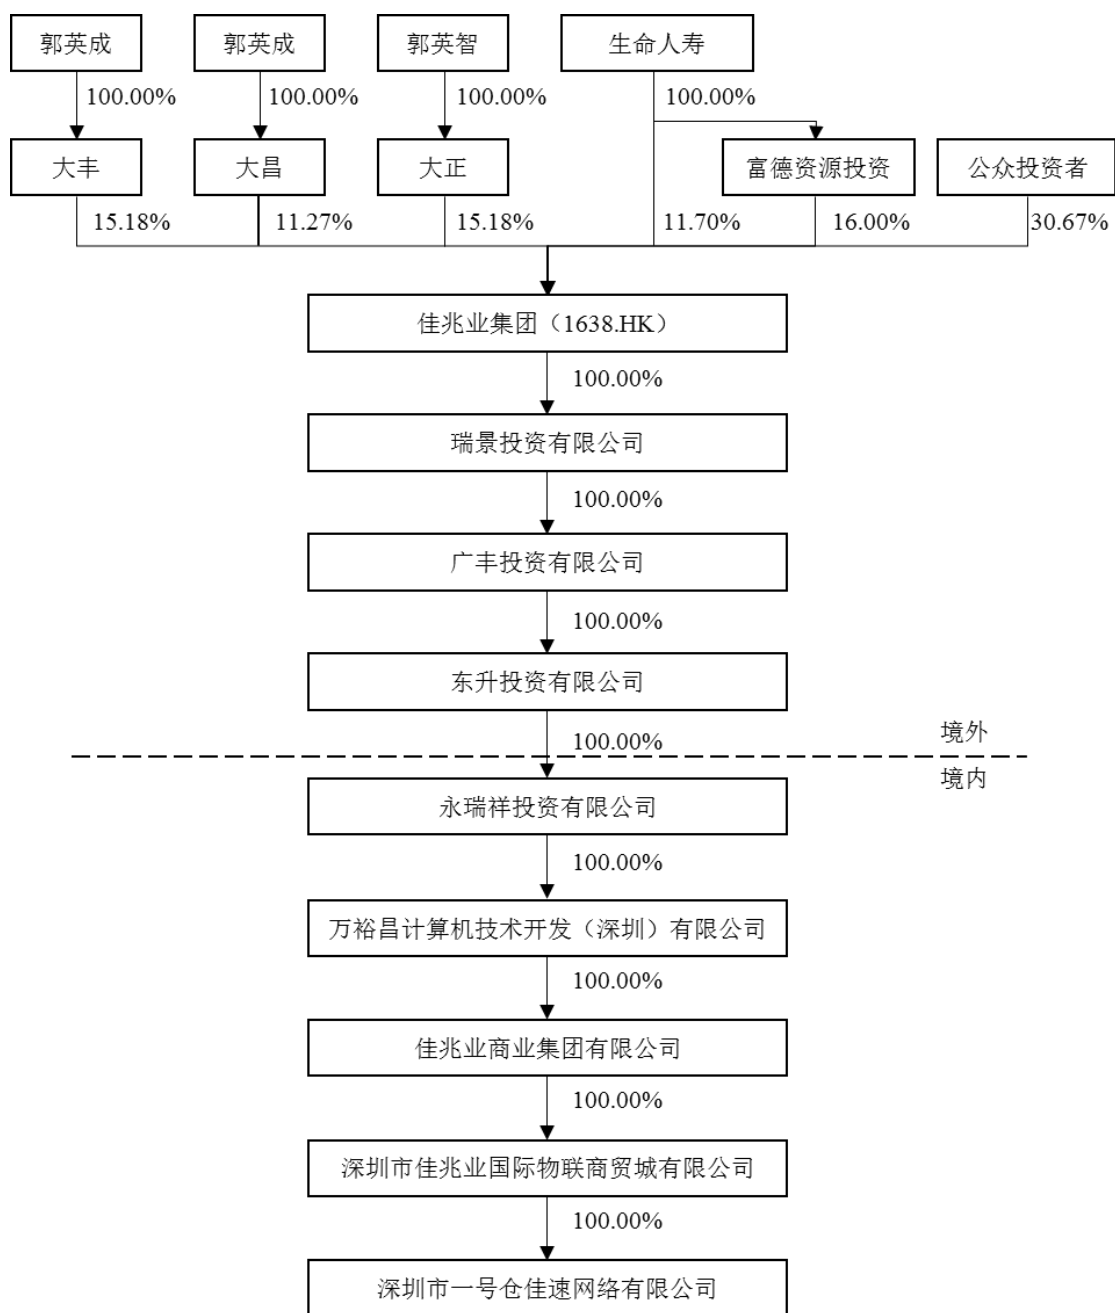 郭英成 郭英成 郭英智 生命人寿
100.00% 100.00% 100.00% 100.00%
大丰 大昌 大正 富德资源投资 公众投资者
15.18% 11.27% 15.18% 11.70% 16.00% 30.67%
佳兆业集团（1638.HK）
100.00%
瑞景投资有限公司
100.00%
广丰投资有限公司
100.00%
东升投资有限公司
境外
100.00%
境内
永瑞祥投资有限公司
100.00%
万裕昌计算机技术开发（深圳）有限公司
100.00%
佳兆业商业集团有限公司
100.00%
深圳市佳兆业国际物联商贸城有限公司
100.00%
深圳市一号仓佳速网络有限公司